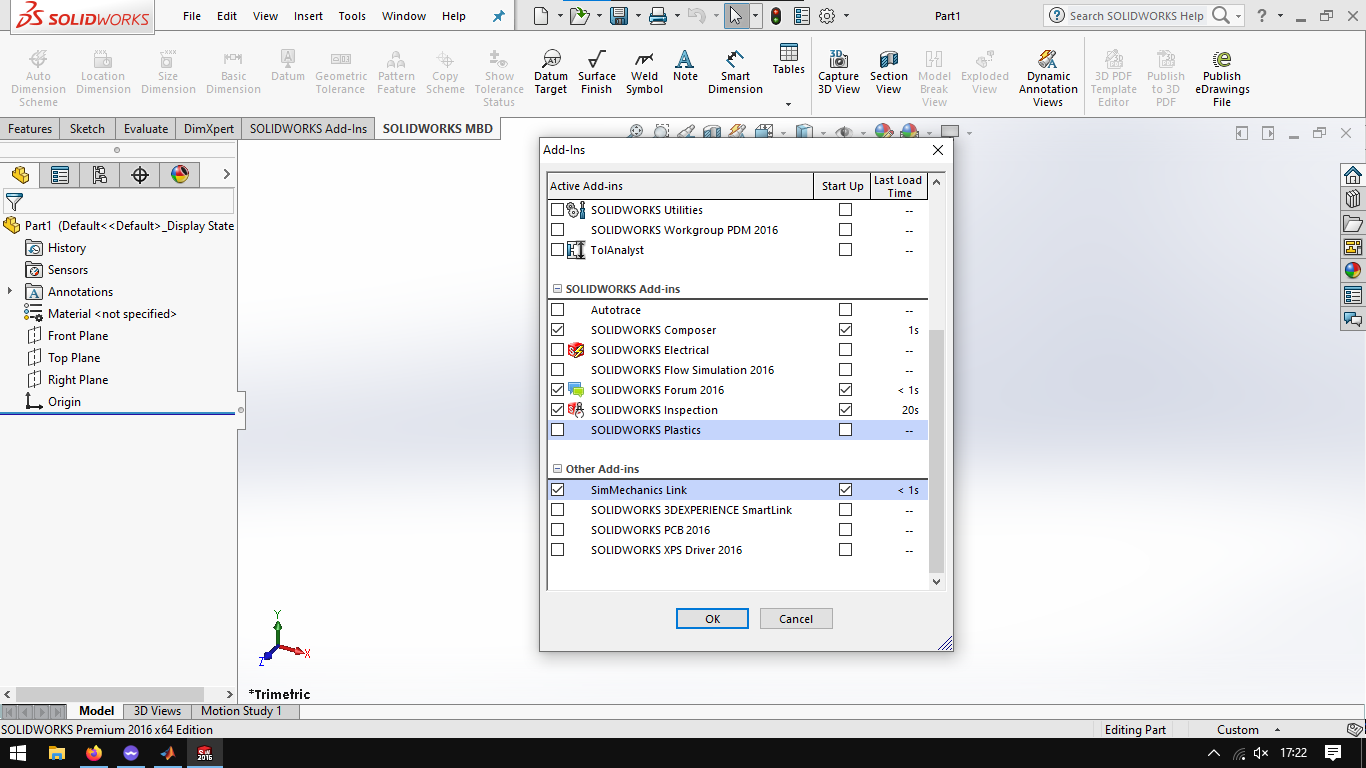 SOLIDWORKS
File Edit View Insert Tools Window Help
Part1
Search SOLIDWORKS Help
Auto Dimension Scheme
Location Dimension
Size Dimension
Basic Dimension
Datum
Geometric Tolerance
Pattern Feature
Copy Scheme
Show Tolerance Status
Datum Target
Surface Finish
Weld Symbol
Note
Smart Dimension
Tables
Capture 3D View
Section View
Model Break View
Exploded View
Dynamic Annotation Views
3D PDF Template Editor
Publish to 3D PDF
Publish eDrawings File
Features Sketch Evaluate DimXpert SOLIDWORKS Add-Ins SOLIDWORKS MBD
Part1 (Default<<Default>_Display State
History
Sensors
Annotations
Material <not specified>
Front Plane
Top Plane
Right Plane
Origin
Add-Ins
Active Add-ins Start Up Last Load Time
SOLIDWORKS Utilities --
SOLIDWORKS Workgroup PDM 2016 --
TolAnalyst --
SOLIDWORKS Add-ins
Autotrace --
SOLIDWORKS Composer 1s
SOLIDWORKS Electrical --
SOLIDWORKS Flow Simulation 2016 --
SOLIDWORKS Forum 2016 < 1s
SOLIDWORKS Inspection 20s
SOLIDWORKS Plastics --
Other Add-ins
SimMechanics Link < 1s
SOLIDWORKS 3DEXPERIENCE SmartLink --
SOLIDWORKS PCB 2016 --
SOLIDWORKS XPS Driver 2016 --
OK Cancel
Y
X
Z
*Trimetric
Model 3D Views Motion Study 1
SOLIDWORKS Premium 2016 x64 Edition
Editing Part Custom
17:22